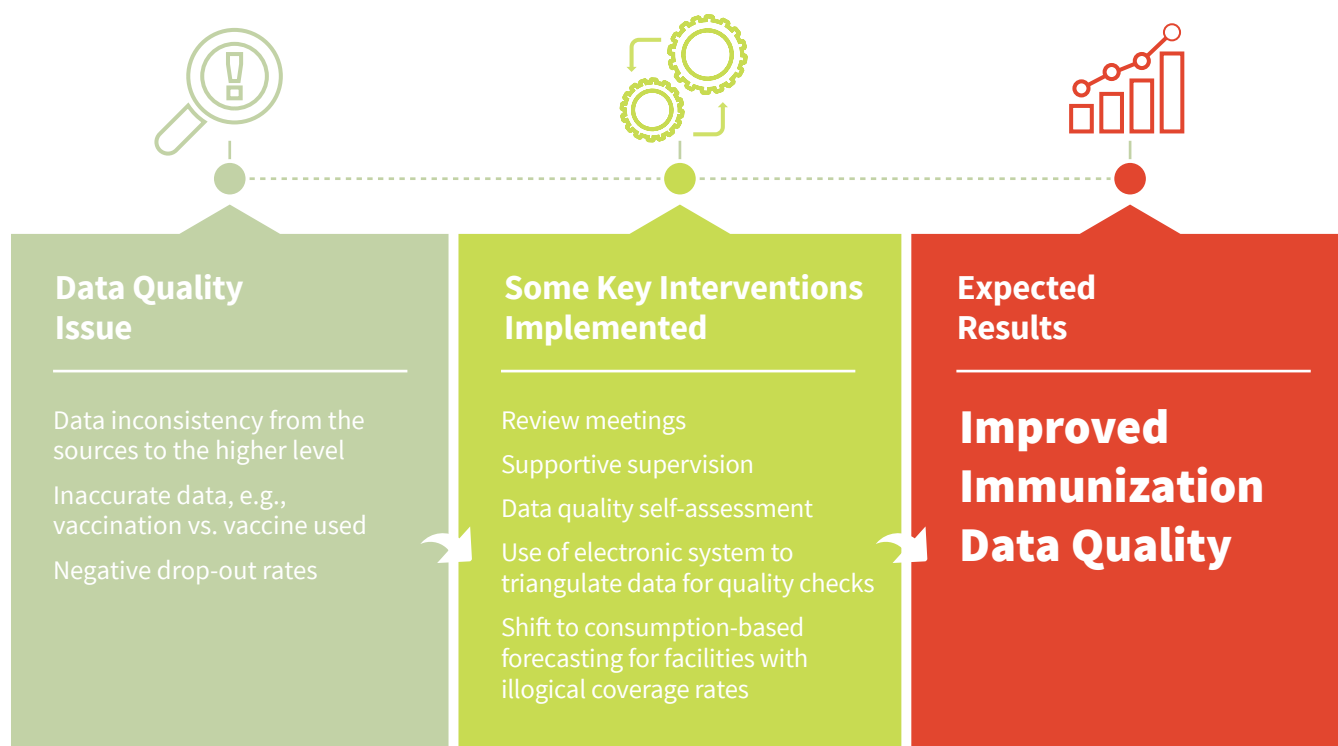 Data Quality
Issue
Data inconsistency from the
sources to the higher level
Inaccurate data, e.g.,
vaccination vs. vaccine used
Negative drop-out rates
Some Key Interventions
Implemented
Review meetings
Supportive supervision
Data quality self-assessment
Use of electronic system to
triangulate data for quality checks
Shift to consumption-based
forecasting for facilities with
illogical coverage rates
Expected
Results
Improved
Immunization
Data Quality